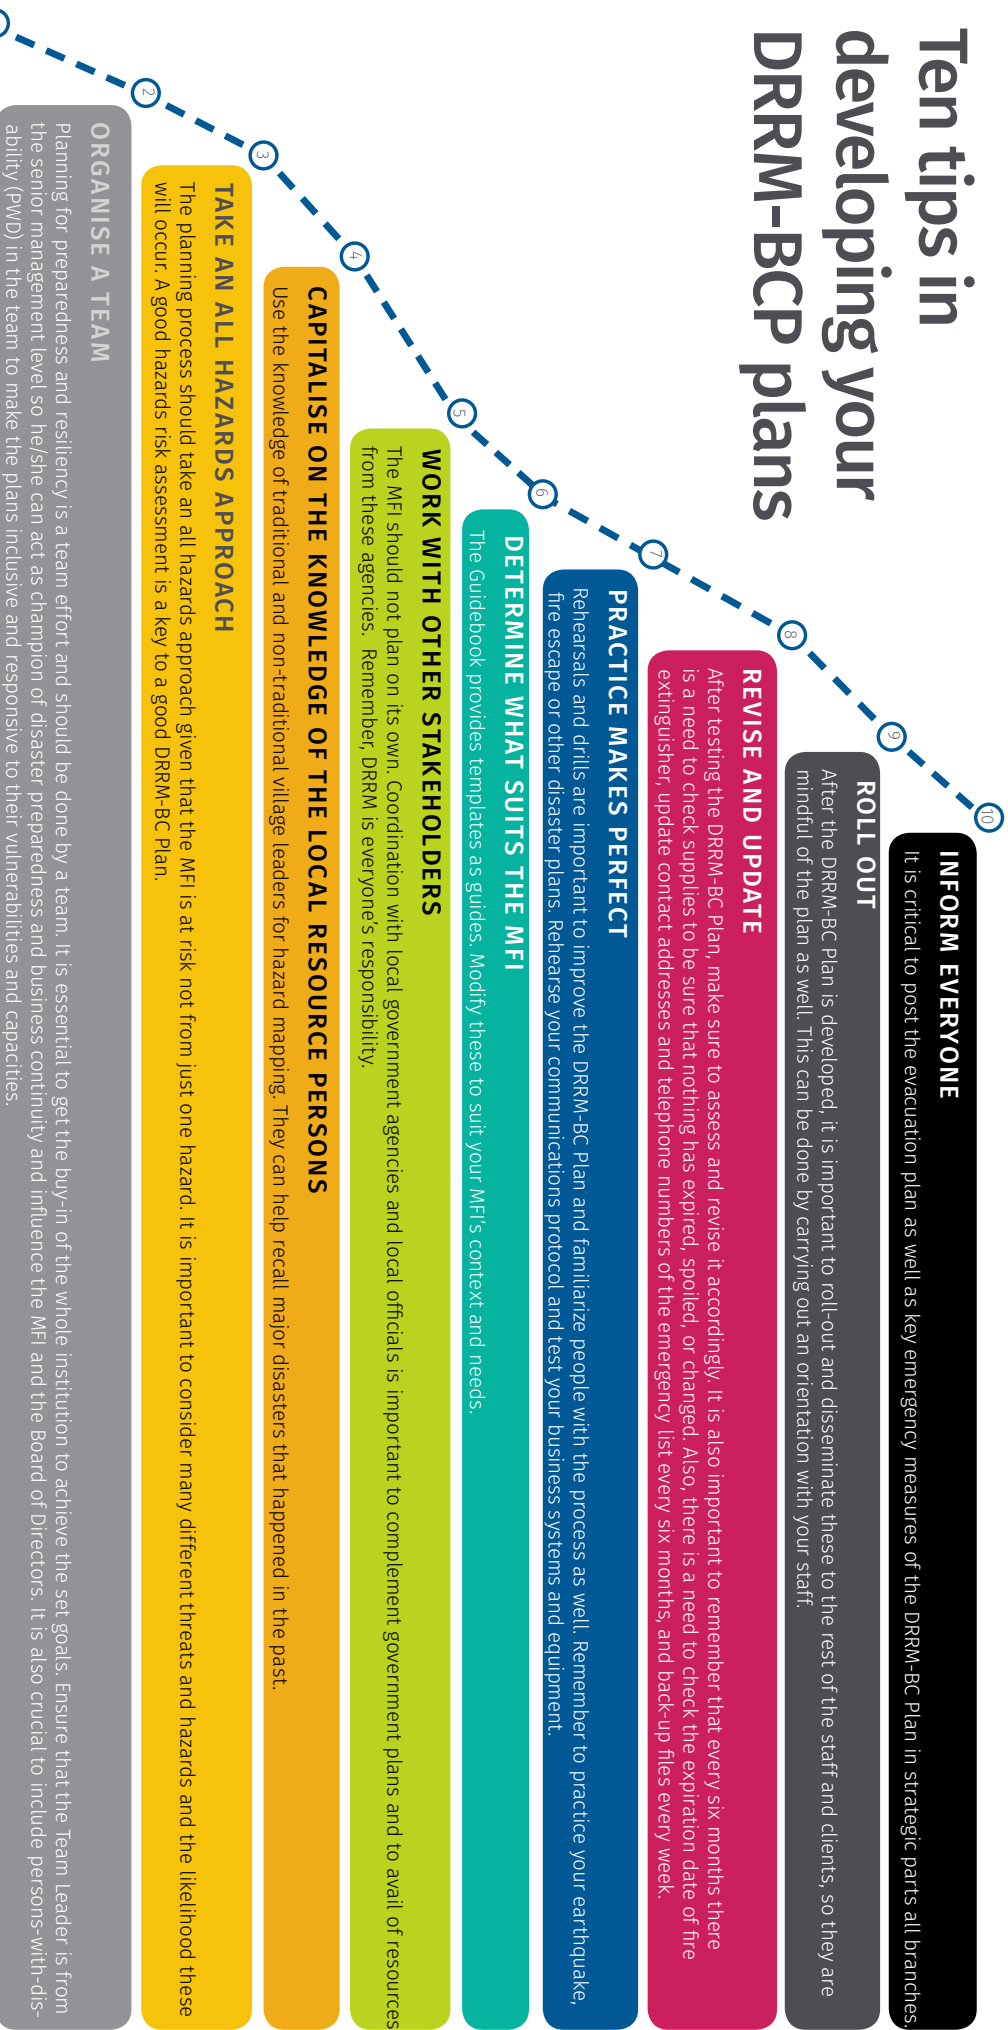 Ten tips in
developing your
DRRM-BCP plans
10
INFORM EVERYONE
It is critical to post the evacuation plan as well as key emergency measures of the DRRM-BC Plan in strategic parts all branches.
9
ROLL OUT
After the DRRM-BC Plan is developed, it is important to roll-out and disseminate these to the rest of the staff and clients, so they are
mindful of the plan as well. This can be done by carrying out an orientation with your staff.
8
REVISE AND UPDATE
After testing the DRRM-BC Plan, make sure to assess and revise it accordingly. It is also important to remember that every six months there
is a need to check supplies to be sure that nothing has expired, spoiled, or changed. Also, there is a need to check the expiration date of fire
extinguisher, update contact addresses and telephone numbers of the emergency list every six months, and back-up files every week.
7
PRACTICE MAKES PERFECT
Rehearsals and drills are important to improve the DRRM-BC Plan and familiarize people with the process as well. Remember to practice your earthquake,
fire escape or other disaster plans. Rehearse your communications protocol and test your business systems and equipment.
6
DETERMINE WHAT SUITS THE MFI
The Guidebook provides templates as guides. Modify these to suit your MFI's context and needs.
5
WORK WITH OTHER STAKEHOLDERS
The MFI should not plan on its own. Coordination with local government agencies and local officials is important to complement government plans and to avail of resources
from these agencies. Remember, DRRM is everyone's responsibility.
4
CAPITALISE ON THE KNOWLEDGE OF THE LOCAL RESOURCE PERSONS
Use the knowledge of traditional and non-traditional village leaders for hazard mapping. They can help recall major disasters that happened in the past.
3
TAKE AN ALL HAZARDS APPROACH
The planning process should take an all hazards approach given that the MFI is at risk not from just one hazard. It is important to consider many different threats and hazards and the likelihood these
will occur. A good hazards risk assessment is a key to a good DRRM-BC Plan.
2
ORGANISE A TEAM
Planning for preparedness and resiliency is a team effort and should be done by a team. It is essential to get the buy-in of the whole institution to achieve the set goals. Ensure that the Team Leader is from
the senior management level so he/she can act as champion of disaster preparedness and business continuity and influence the MFI and the Board of Directors. It is also crucial to include persons-with-dis-
ability (PWD) in the team to make the plans inclusive and responsive to their vulnerabilities and capacities.